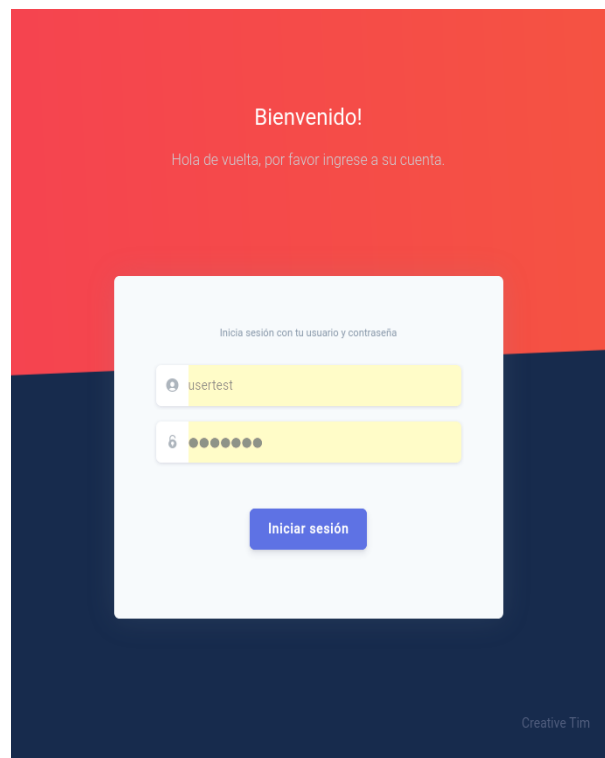 Bienvenido!
Hola de vuelta, por favor ingrese a su cuenta.
Inicia sesión con tu usuario y contraseña
usertest
●●●●●●●
Iniciar sesión
Creative Tim